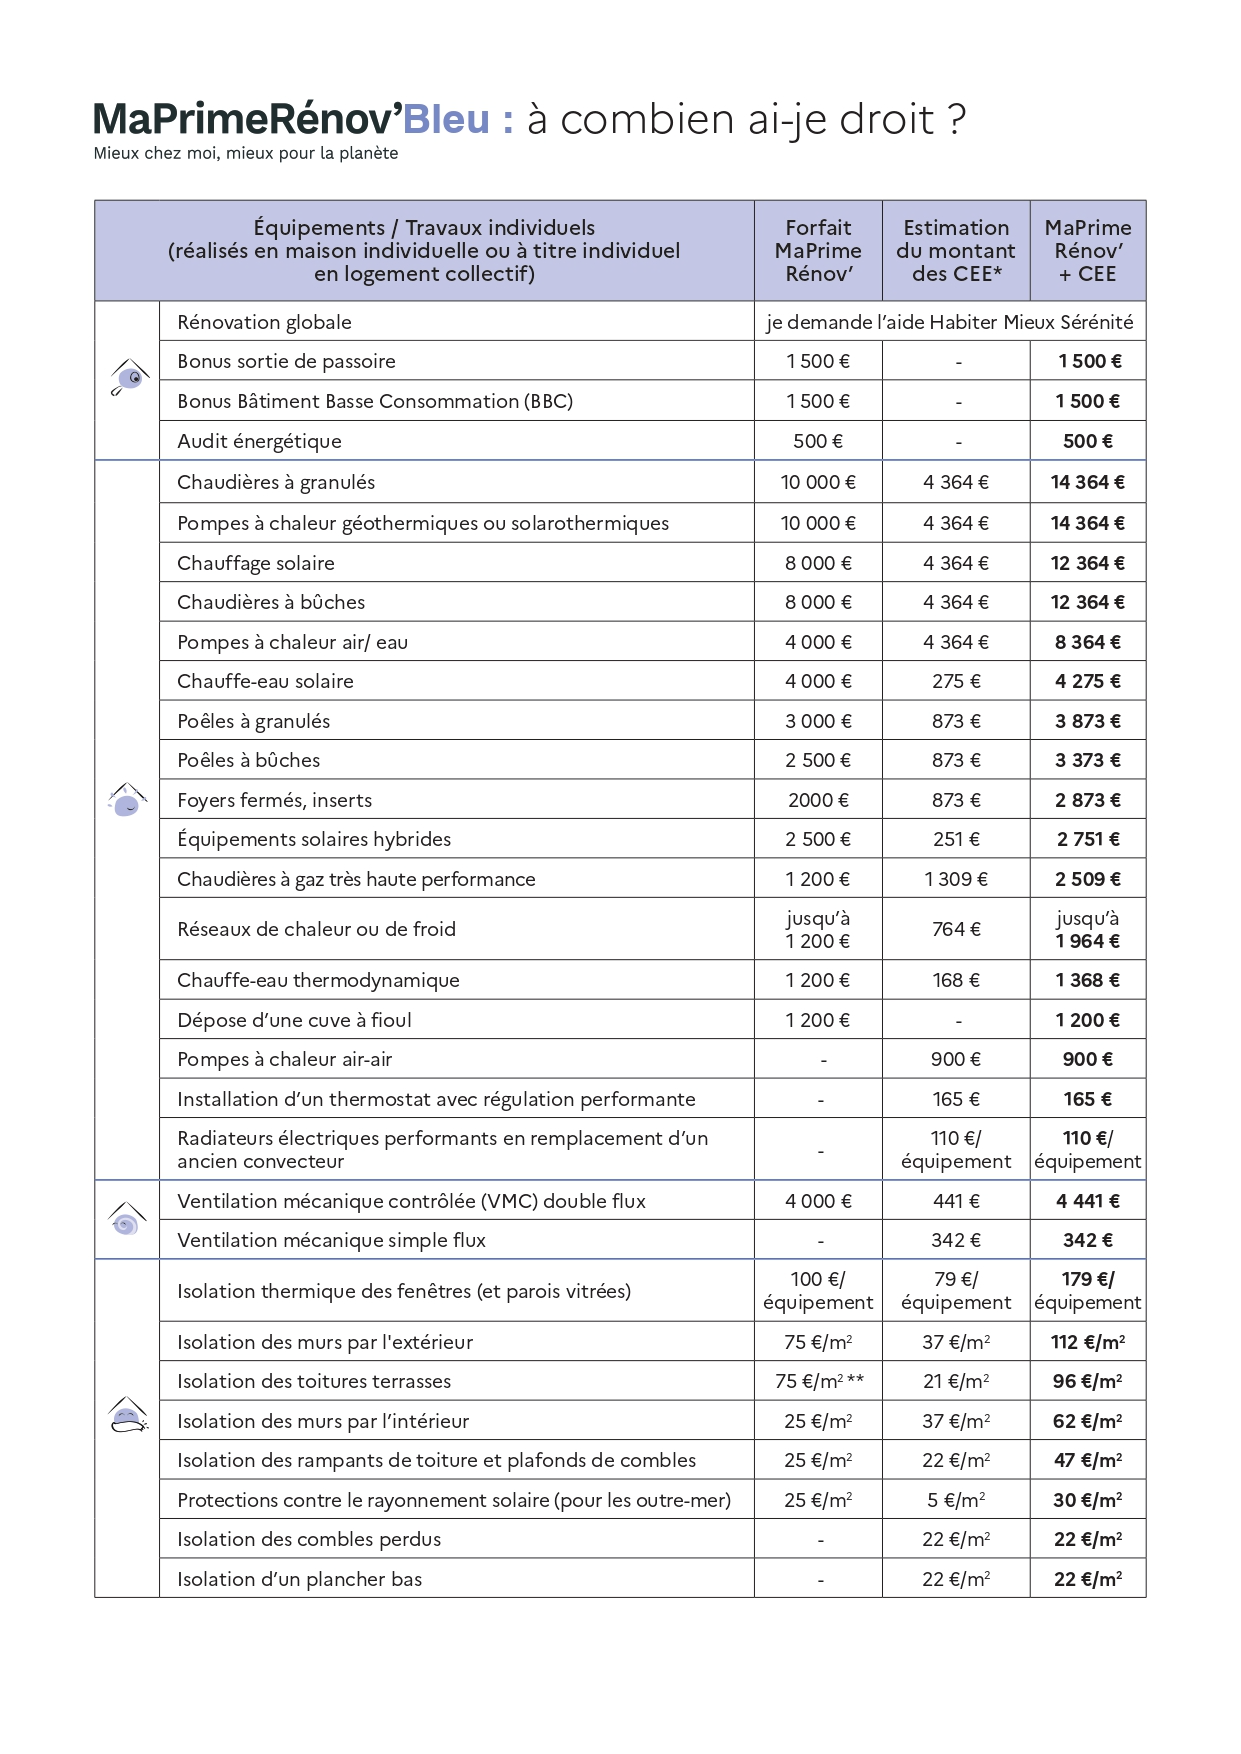 MaPrimeRénov’Bleu : à combien ai-je droit ?
Mieux chez moi, mieux pour la planète
Équipements / Travaux individuels
(réalisés en maison individuelle ou à titre individuel
en logement collectif)
Forfait
MaPrime
Rénov’
Estimation
du montant
des CEE*
MaPrime
Rénov’
+ CEE
Rénovation globale je demande l’aide Habiter Mieux Sérénité
Bonus sortie de passoire 1 500 € - 1 500 €
Bonus Bâtiment Basse Consommation (BBC) 1 500 € - 1 500 €
Audit énergétique 500 € - 500 €
Chaudières à granulés 10 000 € 4 364 € 14 364 €
Pompes à chaleur géothermiques ou solarothermiques 10 000 € 4 364 € 14 364 €
Chauffage solaire 8 000 € 4 364 € 12 364 €
Chaudières à bûches 8 000 € 4 364 € 12 364 €
Pompes à chaleur air/ eau 4 000 € 4 364 € 8 364 €
Chauffe-eau solaire 4 000 € 275 € 4 275 €
Poêles à granulés 3 000 € 873 € 3 873 €
Poêles à bûches 2 500 € 873 € 3 373 €
Foyers fermés, inserts 2000 € 873 € 2 873 €
Équipements solaires hybrides 2 500 € 251 € 2 751 €
Chaudières à gaz très haute performance 1 200 € 1 309 € 2 509 €
Réseaux de chaleur ou de froid
jusqu’à
1 200 €
764 €
jusqu’à
1 964 €
Chauffe-eau thermodynamique 1 200 € 168 € 1 368 €
Dépose d’une cuve à fioul 1 200 € - 1 200 €
Pompes à chaleur air-air - 900 € 900 €
Installation d’un thermostat avec régulation performante - 165 € 165 €
Radiateurs électriques performants en remplacement d’un
ancien convecteur
-
110 €/
équipement
110 €/
équipement
Ventilation mécanique contrôlée (VMC) double flux 4 000 € 441 € 4 441 €
Ventilation mécanique simple flux - 342 € 342 €
Isolation thermique des fenêtres (et parois vitrées)
100 €/
équipement
79 €/
équipement
179 €/
équipement
Isolation des murs par l'extérieur 75 €/m² 37 €/m² 112 €/m²
Isolation des toitures terrasses 75 €/m² ** 21 €/m² 96 €/m²
Isolation des murs par l’intérieur 25 €/m² 37 €/m² 62 €/m²
Isolation des rampants de toiture et plafonds de combles 25 €/m² 22 €/m² 47 €/m²
Protections contre le rayonnement solaire (pour les outre-mer) 25 €/m² 5 €/m² 30 €/m²
Isolation des combles perdus - 22 €/m² 22 €/m²
Isolation d’un plancher bas - 22 €/m² 22 €/m²